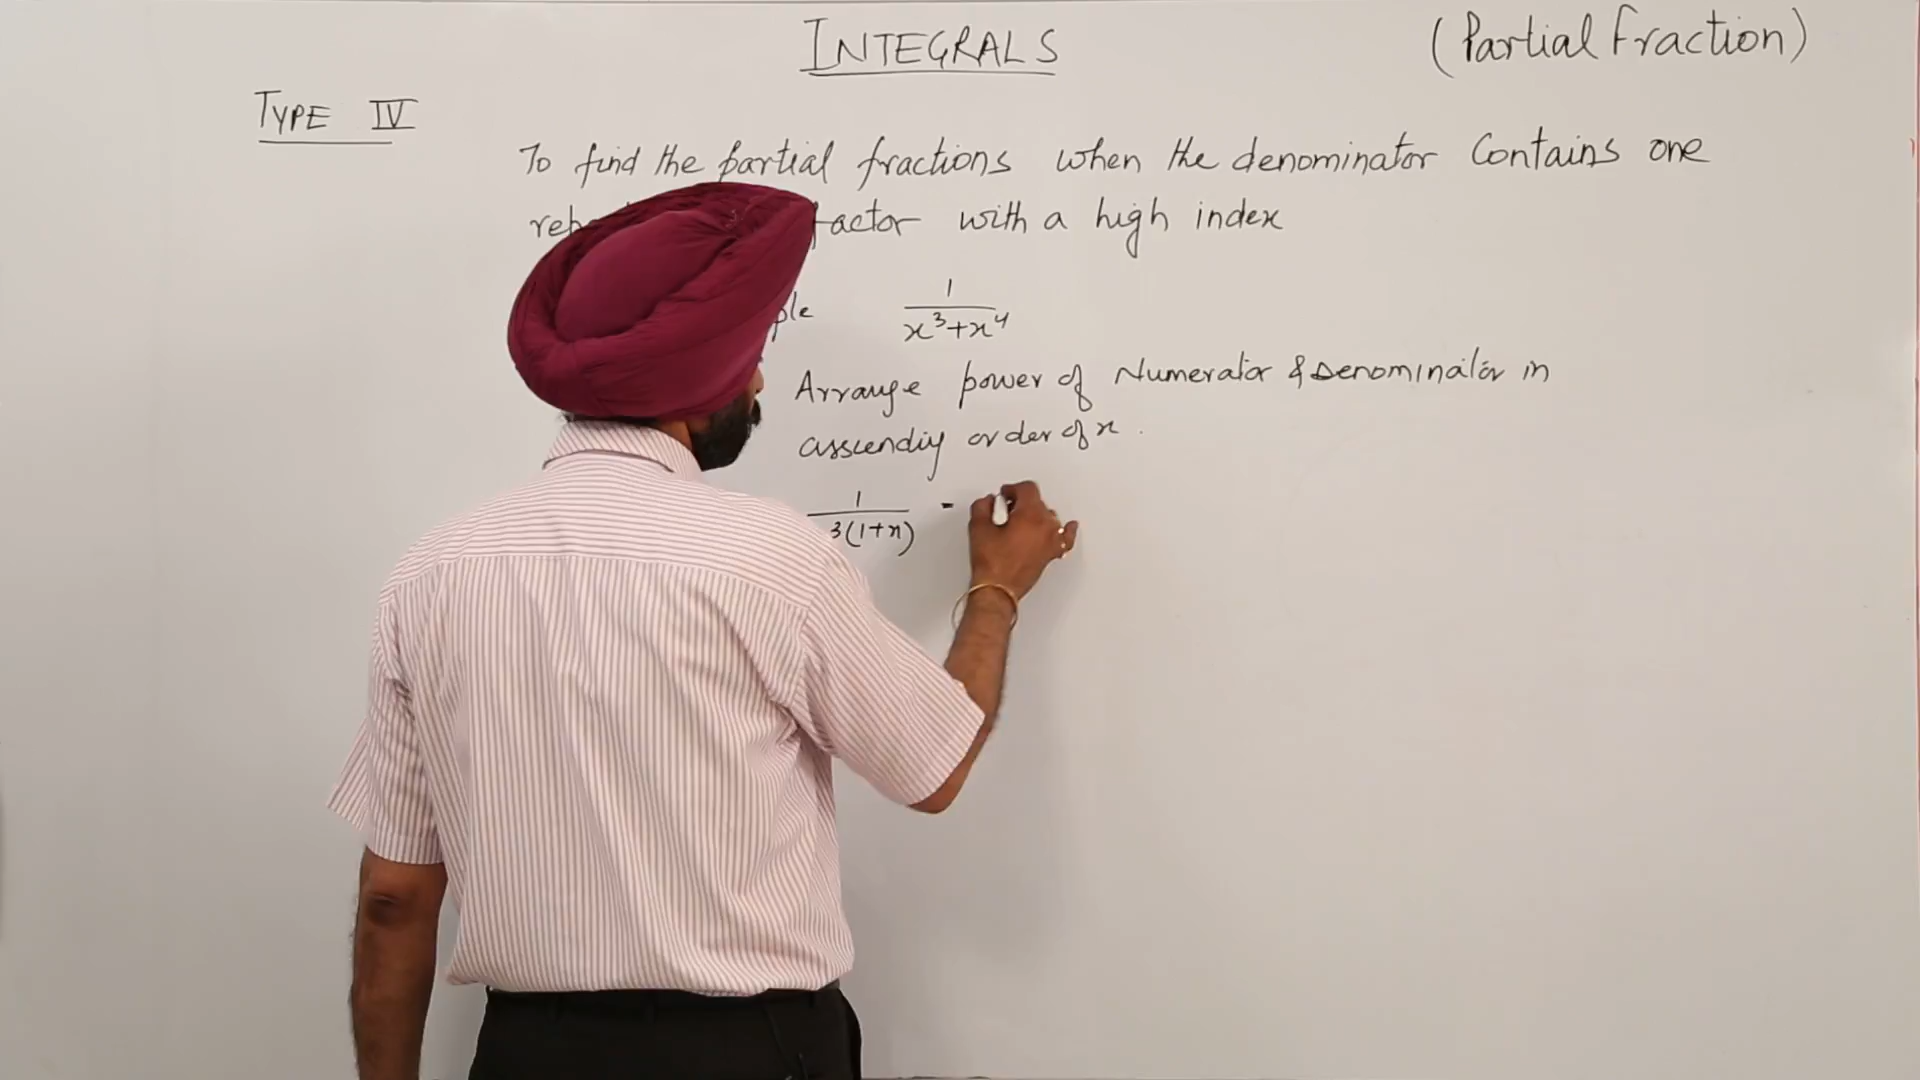 INTEGRALS
(Partial Fraction)
TYPE IV
To find the partial fractions when the denominator Contains one
factor with a high index
1/(x³+x⁴)
Arrange power of Numerator & Denominator in
asscendiy order of x.
1/3(1+x) -